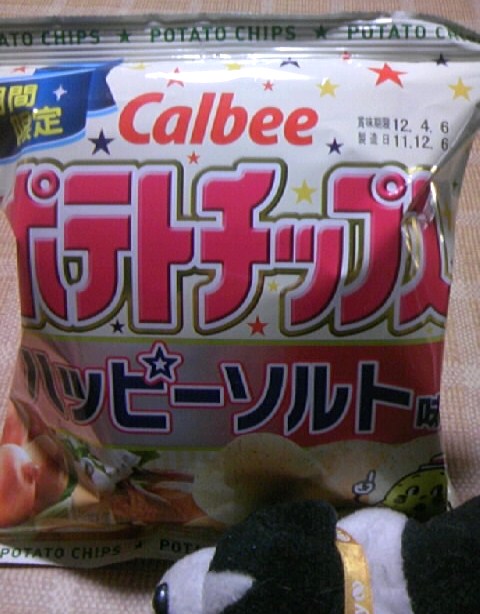 POTATO CHIPS ★ POTATO CHIPS ★ POTATO
期間
限定
Calbee
賞味期限 12. 4. 6
製造日 11.12. 6
ポテトチップス
ハッピーソルト味
POTATO CHIPS